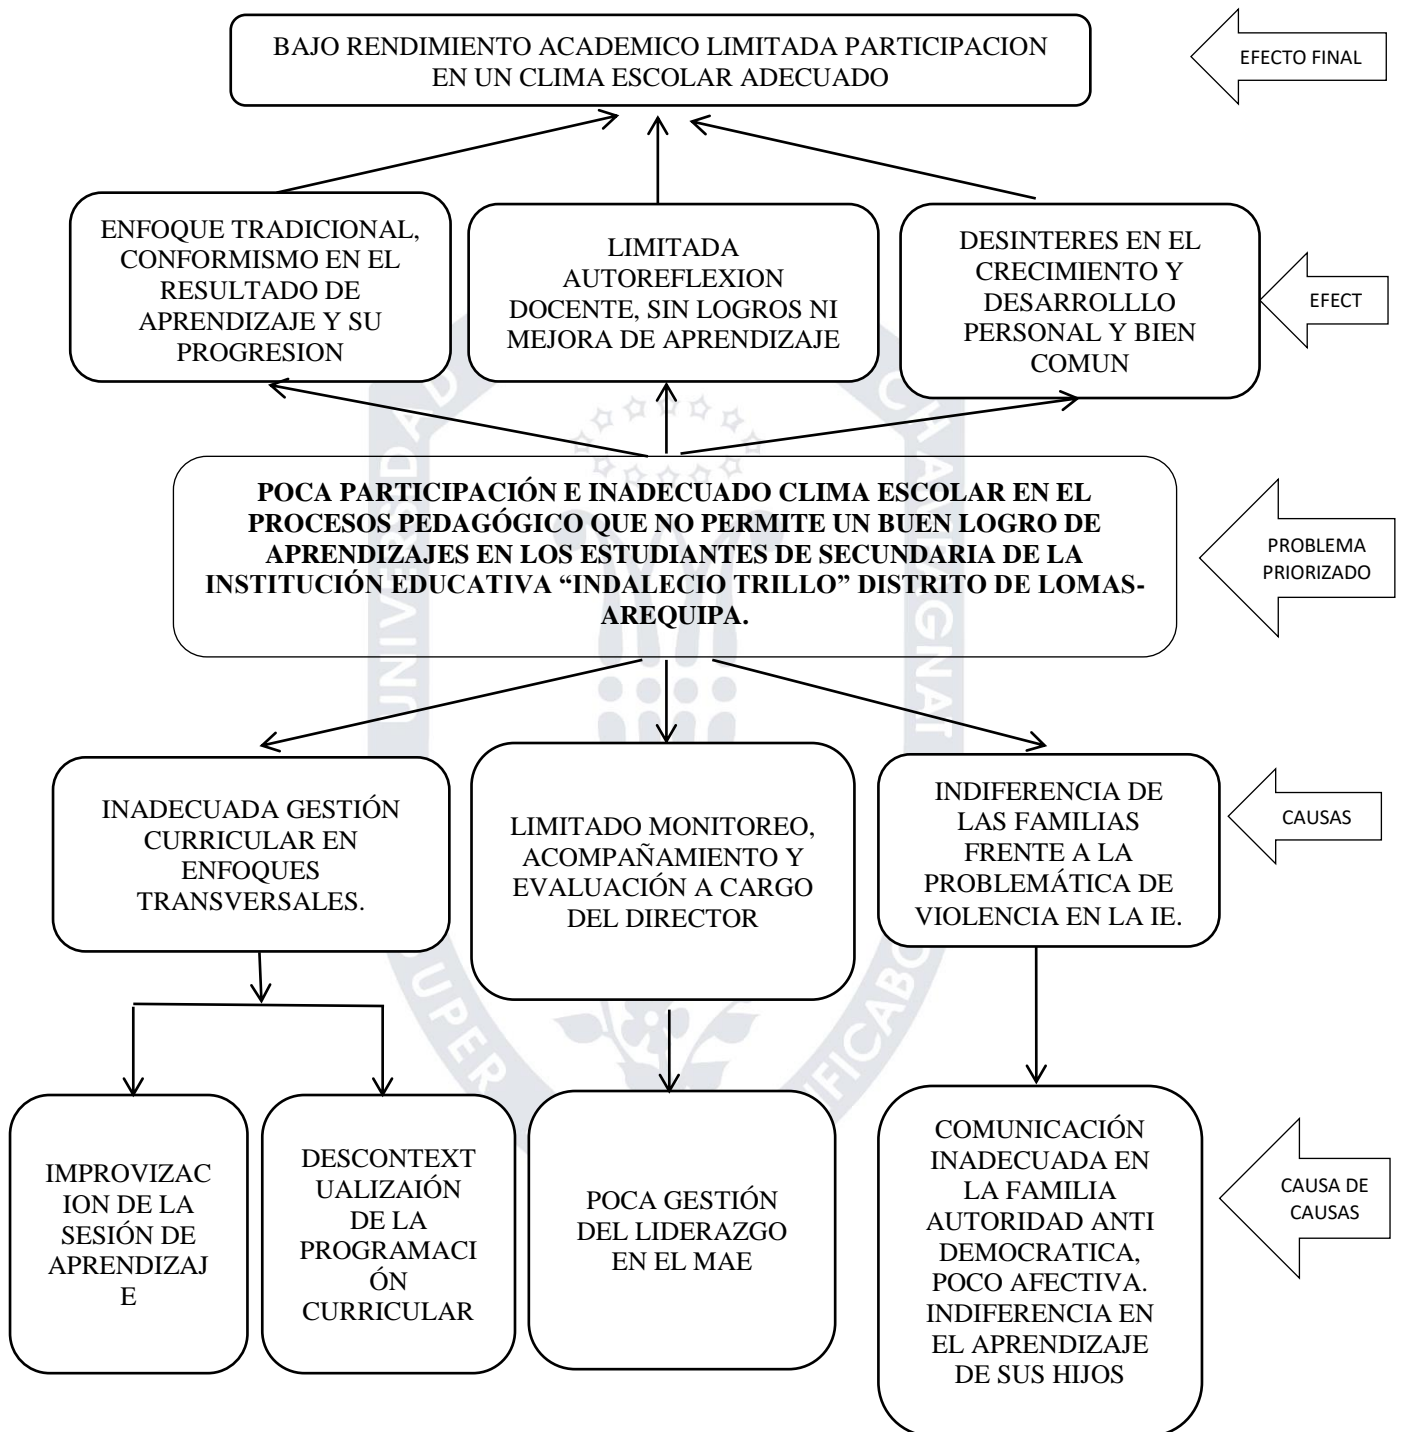 BAJO RENDIMIENTO ACADEMICO LIMITADA PARTICIPACION
EN UN CLIMA ESCOLAR ADECUADO
EFECTO FINAL
ENFOQUE TRADICIONAL,
CONFORMISMO EN EL
RESULTADO DE
APRENDIZAJE Y SU
PROGRESION
LIMITADA
AUTOREFLEXION
DOCENTE, SIN LOGROS NI
MEJORA DE APRENDIZAJE
DESINTERES EN EL
CRECIMIENTO Y
DESARROLLLO
PERSONAL Y BIEN
COMUN
EFECT
POCA PARTICIPACIÓN E INADECUADO CLIMA ESCOLAR EN EL
PROCESOS PEDAGÓGICO QUE NO PERMITE UN BUEN LOGRO DE
APRENDIZAJES EN LOS ESTUDIANTES DE SECUNDARIA DE LA
INSTITUCIÓN EDUCATIVA “INDALECIO TRILLO” DISTRITO DE LOMAS-
AREQUIPA.
PROBLEMA
PRIORIZADO
INADECUADA GESTIÓN
CURRICULAR EN
ENFOQUES
TRANSVERSALES.
LIMITADO MONITOREO,
ACOMPAÑAMIENTO Y
EVALUACIÓN A CARGO
DEL DIRECTOR
INDIFERENCIA DE
LAS FAMILIAS
FRENTE A LA
PROBLEMÁTICA DE
VIOLENCIA EN LA IE.
CAUSAS
IMPROVIZAC
ION DE LA
SESIÓN DE
APRENDIZAJ
E
DESCONTEXT
UALIZAIÓN
DE LA
PROGRAMACI
ÓN
CURRICULAR
POCA GESTIÓN
DEL LIDERAZGO
EN EL MAE
COMUNICACIÓN
INADECUADA EN
LA FAMILIA
AUTORIDAD ANTI
DEMOCRATICA,
POCO AFECTIVA.
INDIFERENCIA EN
EL APRENDIZAJE
DE SUS HIJOS
CAUSA DE
CAUSAS
UNIVERSIDAD